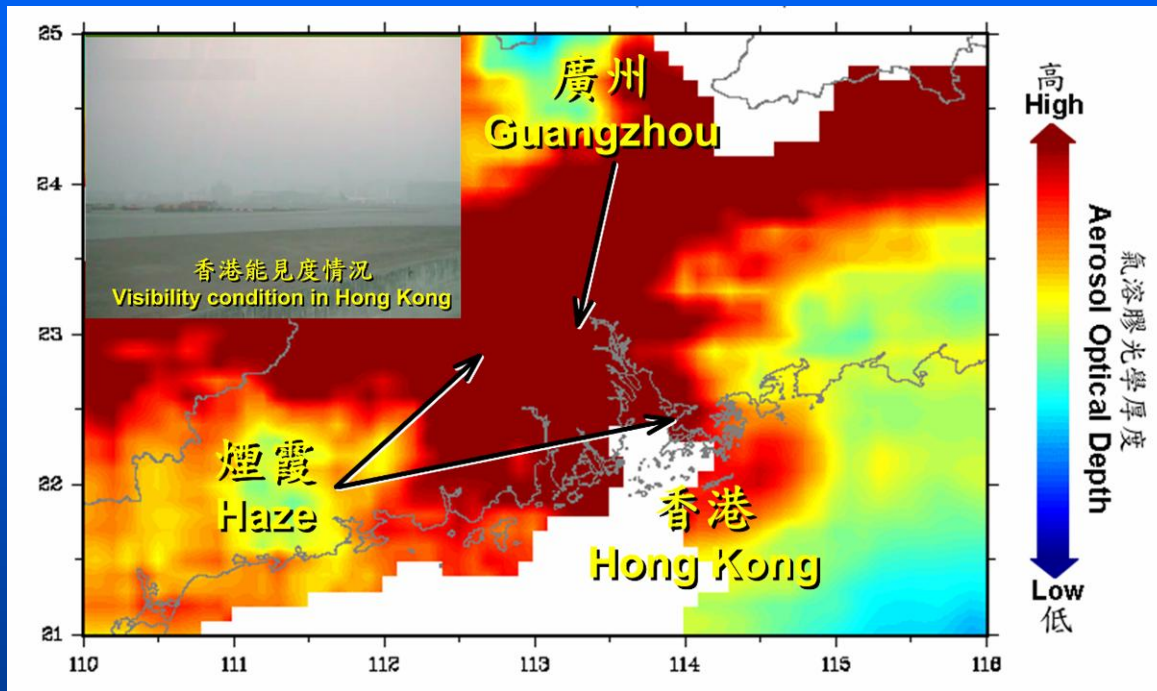 25
24
23
22
21
110
111
112
113
114
115
116
香港能見度情況
Visibility condition in Hong Kong
廣州
Guangzhou
煙霞
Haze
香港
Hong Kong
高
High
Aerosol Optical Depth
氣溶膠光學厚度
Low
低